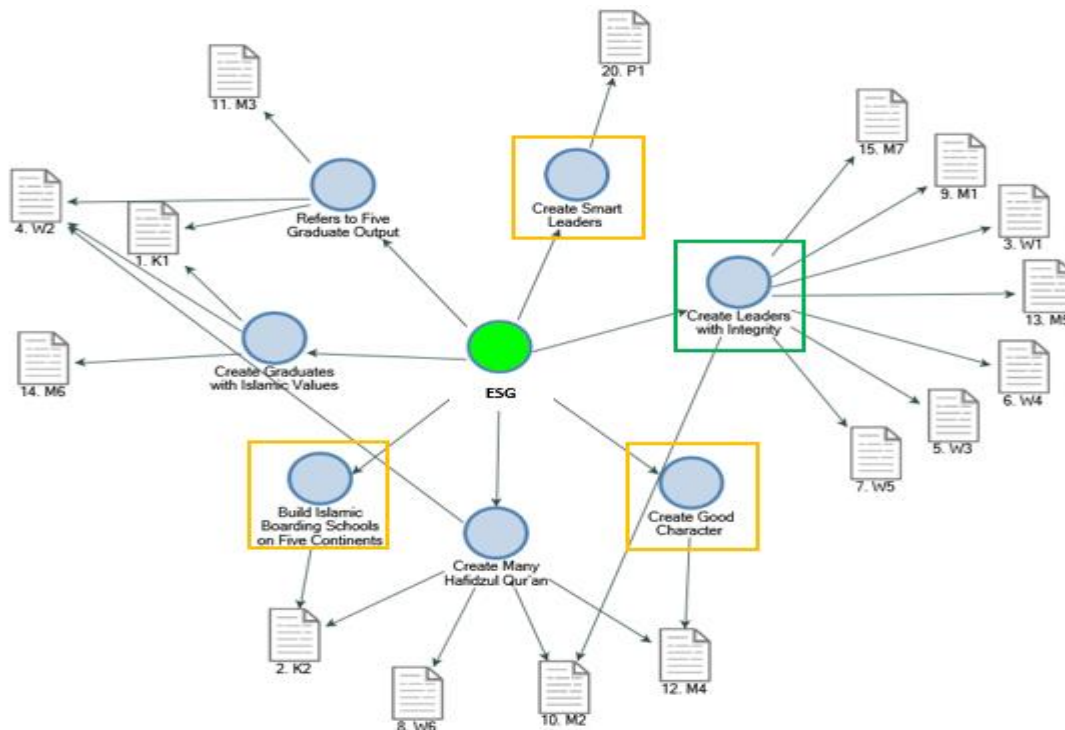 20. P1
11. M3
15. M7
9. M1
Create Smart
Leaders
Refers to Five
Graduate Output
4. W2
1. K1
3. W1
13. M5
Create Leaders
with Integrity
Create Graduates
with Islamic Values
14. M6
ESG
6. W4
5. W3
7. W5
Build Islamic
Boarding Schools
on Five Continents
Create Good
Character
Create Many
Hafidzul Qur'an
2. K2
12. M4
8. W6
10. M2